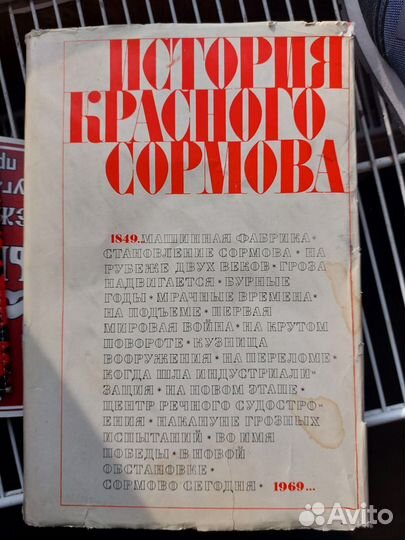 ИСТОРИЯ
КРАСНОГО
СОРМОВА
1849. МАШИННАЯ ФАБРИКА •
СТАНОВЛЕНИЕ СОРМОВА • НА
РУБЕЖЕ ДВУХ ВЕКОВ • ГРОЗА
НАДВИГАЕТСЯ • БУРНЫЕ
ГОДЫ • МРАЧНЫЕ ВРЕМЕНА •
НА ПОДЪЕМЕ • ПЕРВАЯ
МИРОВАЯ ВОЙНА • НА КРУТОМ
ПОВОРОТЕ • КУЗНИЦА
ВООРУЖЕНИЯ • НА ПЕРЕЛОМЕ •
КОГДА ШЛА ИНДУСТРИАЛИ-
ЗАЦИЯ • НА НОВОМ ЭТАПЕ •
ЦЕНТР РЕЧНОГО СУДОСТРО-
ЕНИЯ • НАКАНУНЕ ГРОЗНЫХ
ИСПЫТАНИЙ • ВО ИМЯ
ПОБЕДЫ • В НОВОЙ
ОБСТАНОВКЕ •
СОРМОВО СЕГОДНЯ • 1969...
Avito